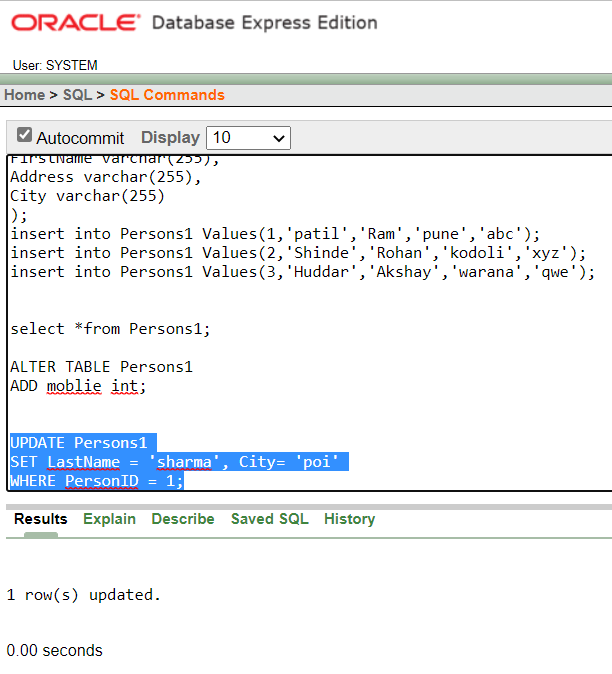 ORACLE® Database Express Edition
User: SYSTEM
Home > SQL > SQL Commands
Autocommit Display 10
FirstName varchar(255),
Address varchar(255),
City varchar(255)
);
insert into Persons1 Values(1,'patil','Ram','pune','abc');
insert into Persons1 Values(2,'Shinde','Rohan','kodoli','xyz');
insert into Persons1 Values(3,'Huddar','Akshay','warana','qwe');
select *from Persons1;
ALTER TABLE Persons1
ADD moblie int;
UPDATE Persons1
SET LastName = 'sharma', City= 'poi'
WHERE PersonID = 1;
Results Explain Describe Saved SQL History
1 row(s) updated.
0.00 seconds